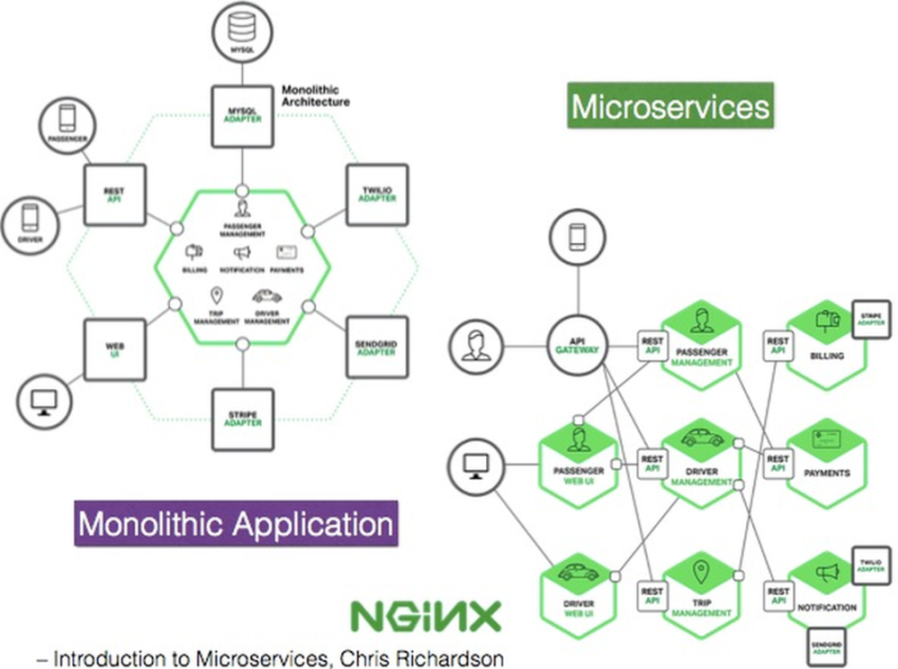 MYSQL
Monolithic
Architecture
MYSQL
ADAPTER
PASSENGER
REST
API
TWILIO
ADAPTER
DRIVER
PASSENGER
MANAGEMENT
BILLING
NOTIFICATION
PAYMENTS
TRIP
MANAGEMENT
DRIVER
MANAGEMENT
WEB
UI
SENDGRID
ADAPTER
STRIPE
ADAPTER
Monolithic Application
Microservices
API
GATEWAY
REST
API
PASSENGER
MANAGEMENT
REST
API
BILLING
STRIPE
ADAPTER
PASSENGER
WEB UI
REST
API
DRIVER
MANAGEMENT
REST
API
PAYMENTS
DRIVER
WEB UI
REST
API
TRIP
MANAGEMENT
REST
API
NOTIFICATION
TWILIO
ADAPTER
SENDGRID
ADAPTER
NGINX
– Introduction to Microservices, Chris Richardson